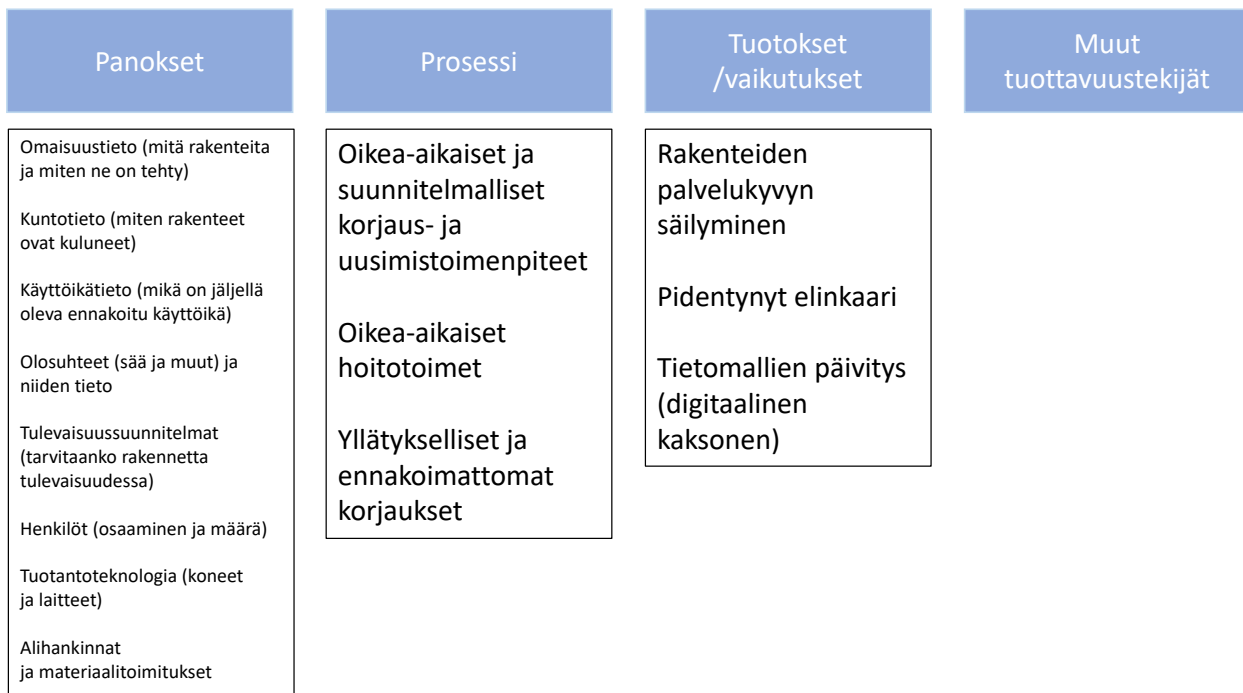 Panokset
Prosessi
Tuotokset
/vaikutukset
Muut
tuottavuustekijät
Omaisuustieto (mitä rakenteita
ja miten ne on tehty)
Kuntotieto (miten rakenteet
ovat kuluneet)
Käyttöikätieto (mikä on jäljellä
oleva ennakoitu käyttöikä)
Olosuhteet (sää ja muut) ja
niiden tieto
Tulevaisuussuunnitelmat
(tarvitaanko rakennetta
tulevaisuudessa)
Henkilöt (osaaminen ja määrä)
Tuotantoteknologia (koneet
ja laitteet)
Alihankinnat
ja materiaalitoimitukset
Oikea-aikaiset ja
suunnitelmalliset
korjaus- ja
uusimistoimenpiteet
Oikea-aikaiset
hoitotoimet
Yllätykselliset ja
ennakoimattomat
korjaukset
Rakenteiden
palvelukyvyn
säilyminen
Pidentynyt elinkaari
Tietomallien päivitys
(digitaalinen
kaksonen)